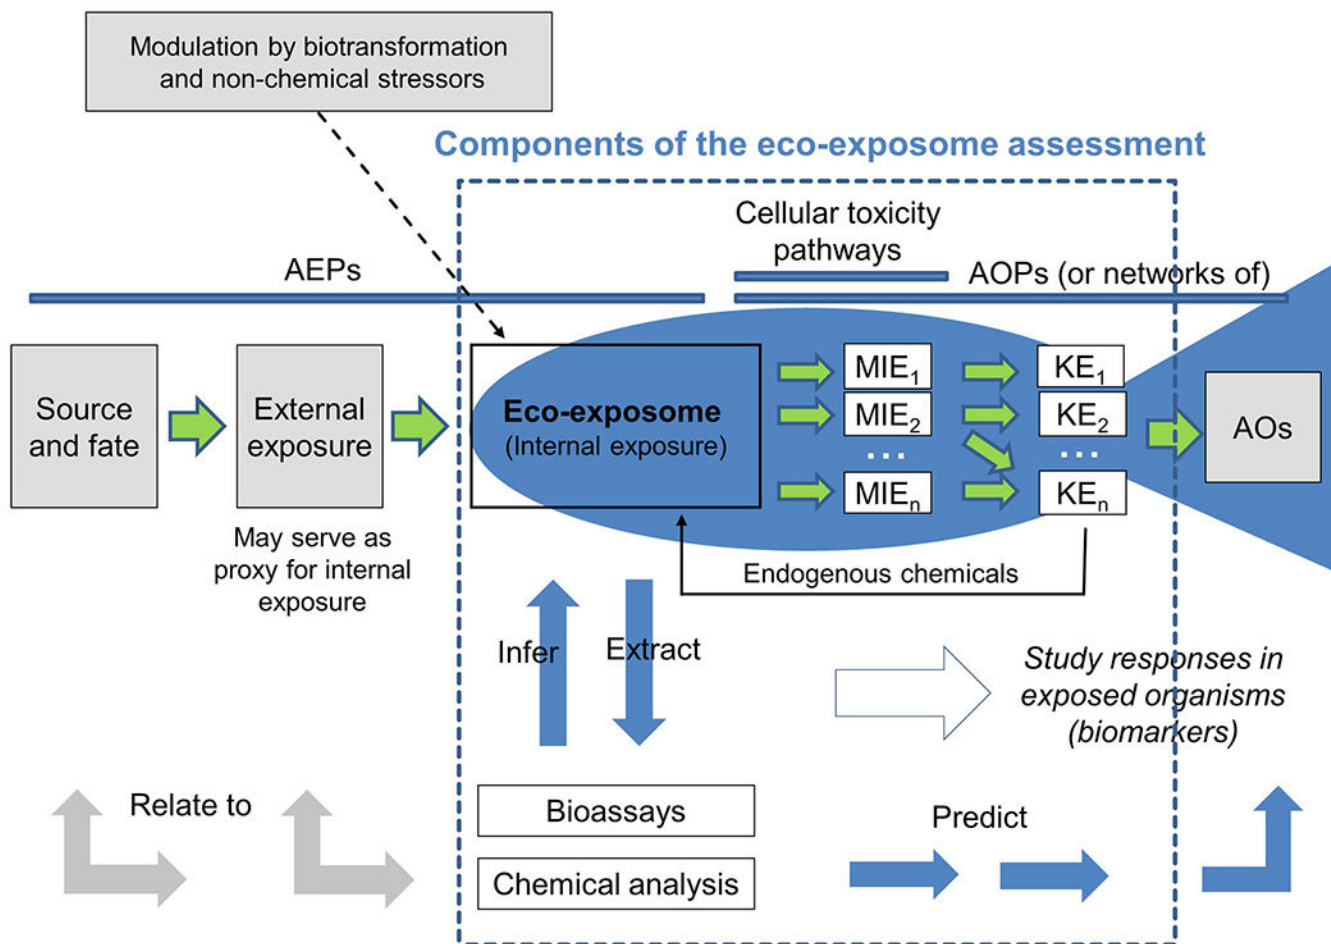 Modulation by biotransformation
and non-chemical stressors
Components of the eco-exposome assessment
Cellular toxicity
pathways
AEPs
AOPs (or networks of)
Source
and fate
External
exposure
Eco-exposome
(Internal exposure)
MIE1
MIE2
...
MIEn
KE1
KE2
...
KEn
AOs
May serve as
proxy for internal
exposure
Endogenous chemicals
Infer
Extract
Study responses in
exposed organisms
(biomarkers)
Relate to
Bioassays
Chemical analysis
Predict